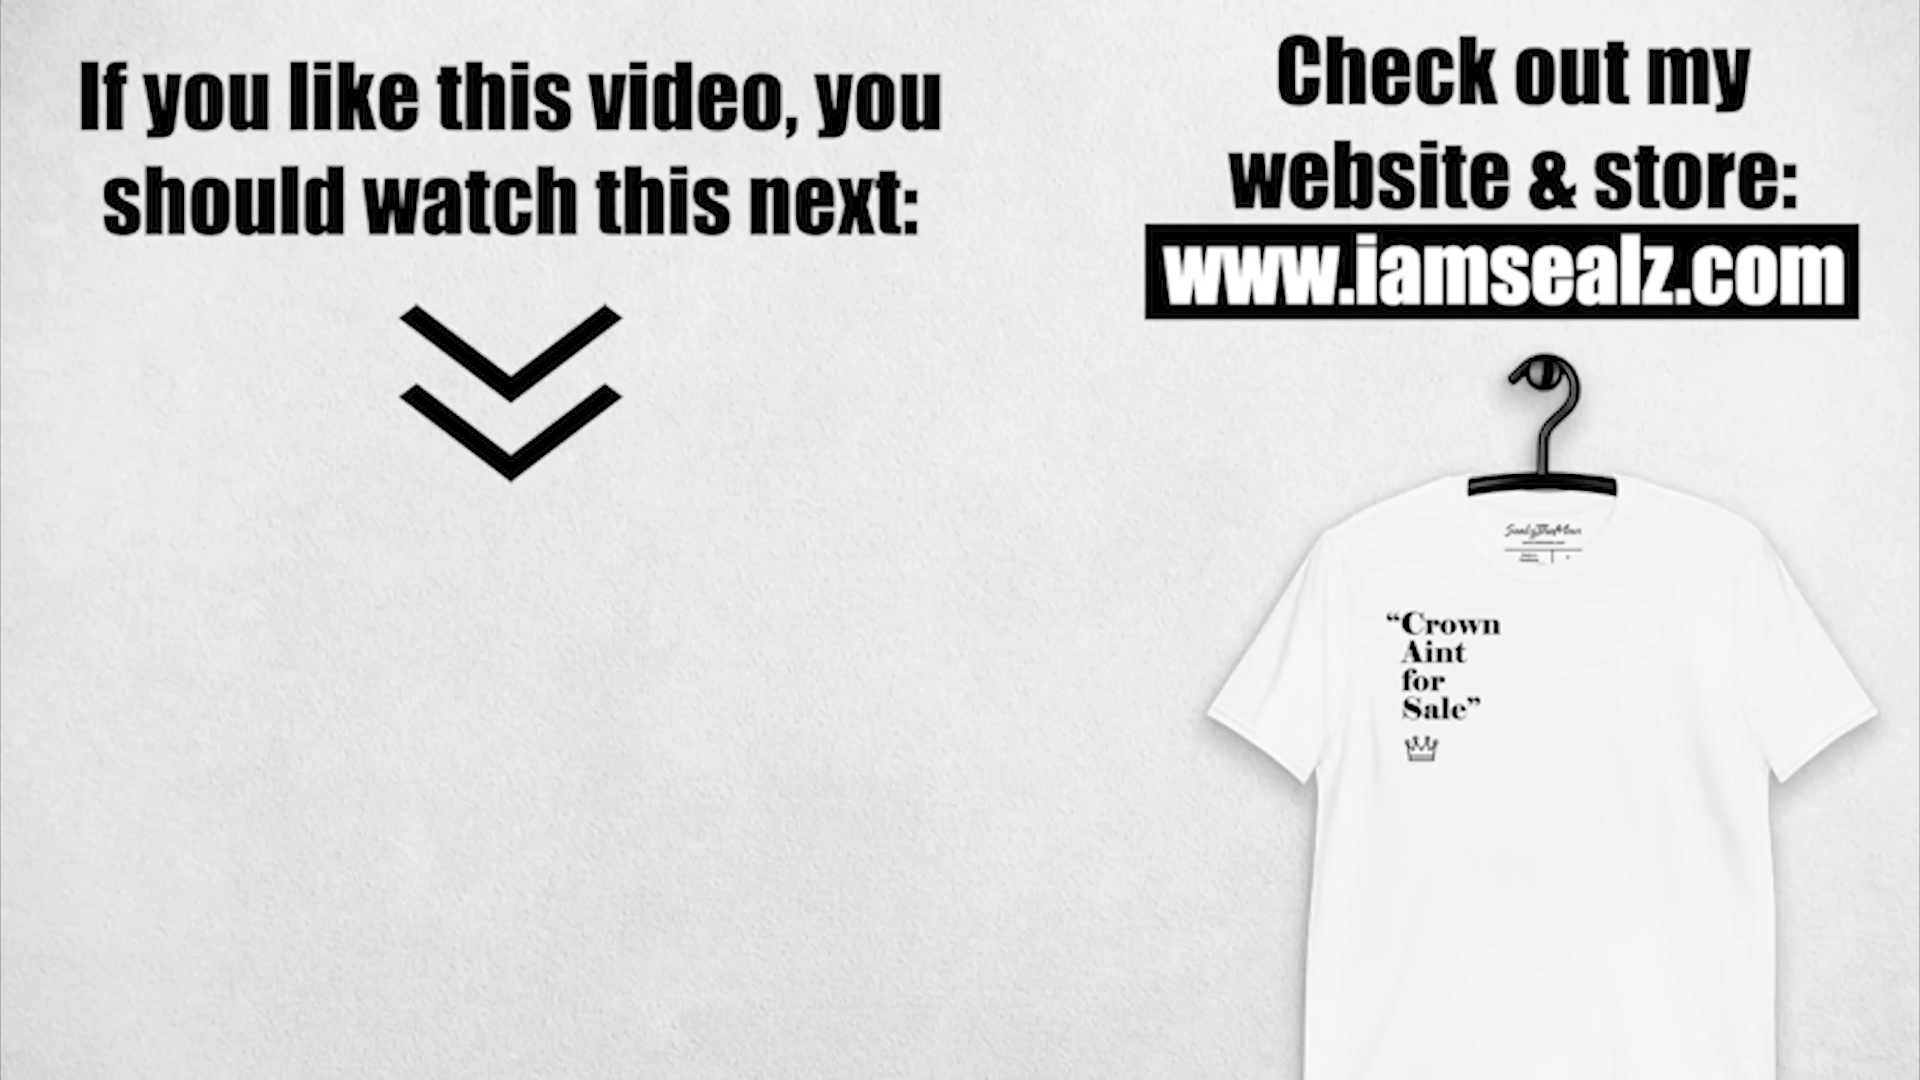 If you like this video, you
should watch this next:
Check out my
website & store:
www.iamsealz.com
SealzTheMan
“Crown
Aint
for
Sale”